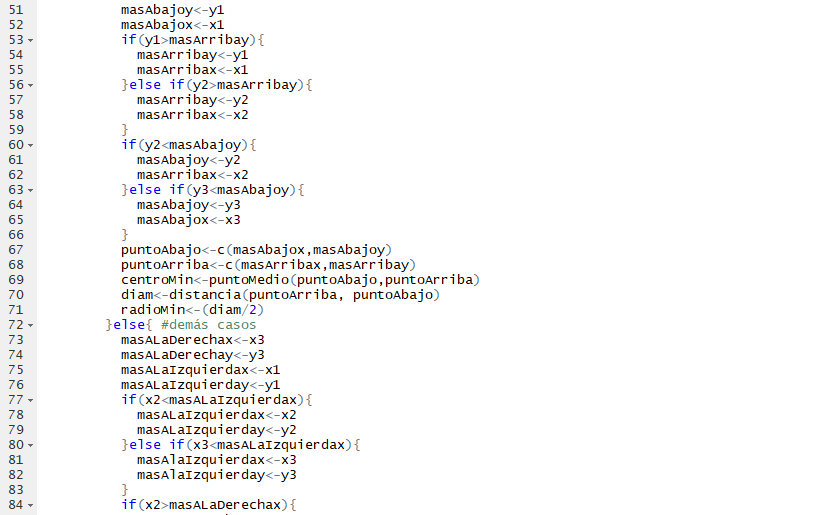 51 masAbajoy<-y1
52 masAbajox<-x1
53 if(y1>masArribay){
54 masArribay<-y1
55 masArribax<-x1
56 }else if(y2>masArribay){
57 masArribay<-y2
58 masArribax<-x2
59 }
60 if(y2<masAbajoy){
61 masAbajoy<-y2
62 masArribax<-x2
63 }else if(y3<masAbajoy){
64 masAbajoy<-y3
65 masAbajox<-x3
66 }
67 puntoAbajo<-c(masAbajox,masAbajoy)
68 puntoArriba<-c(masArribax,masArribay)
69 centroMin<-puntoMedio(puntoAbajo,puntoArriba)
70 diam<-distancia(puntoArriba, puntoAbajo)
71 radioMin<-(diam/2)
72 }else{ #demás casos
73 masALaDerechax<-x3
74 masALaDerechay<-y3
75 masALaIzquierdax<-x1
76 masALaIzquierday<-y1
77 if(x2<masALaIzquierdax){
78 masALaIzquierdax<-x2
79 masALaIzquierday<-y2
80 }else if(x3<masALaIzquierdax){
81 masAlaIzquierdax<-x3
82 masAlaIzquierday<-y3
83 }
84 if(x2>masALaDerechax){